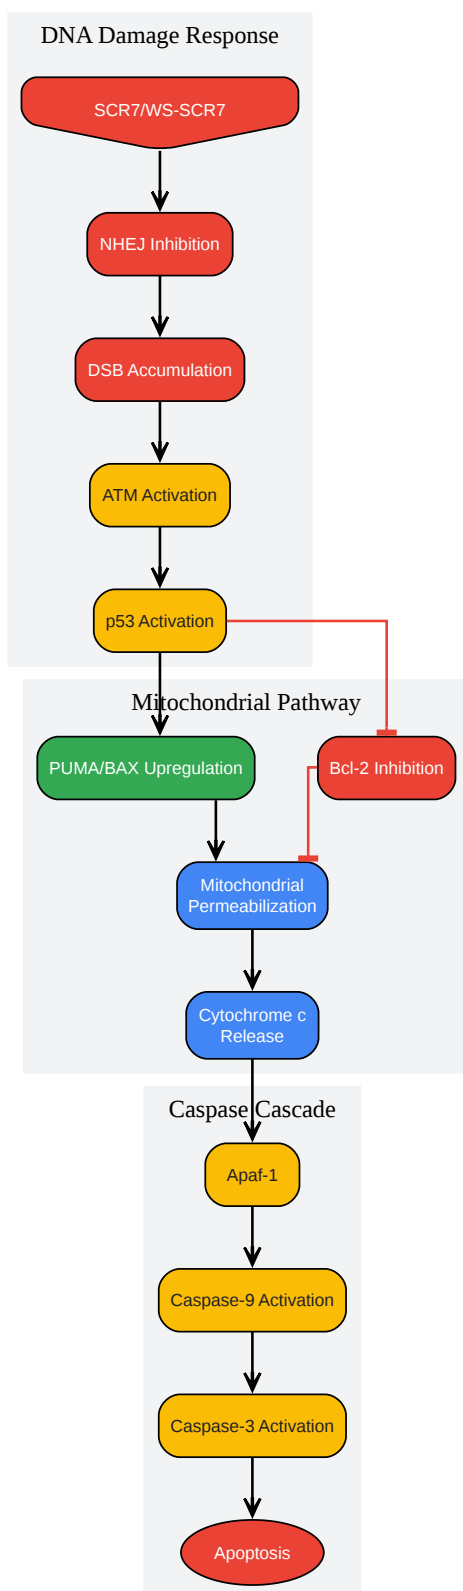 DNA Damage Response
SCR7/WS-SCR7
NHEJ Inhibition
DSB Accumulation
ATM Activation
p53 Activation
Mitochondrial Pathway
PUMA/BAX Upregulation
Bcl-2 Inhibition
Mitochondrial
Permeabilization
Cytochrome c
Release
Caspase Cascade
Apaf-1
Caspase-9 Activation
Caspase-3 Activation
Apoptosis